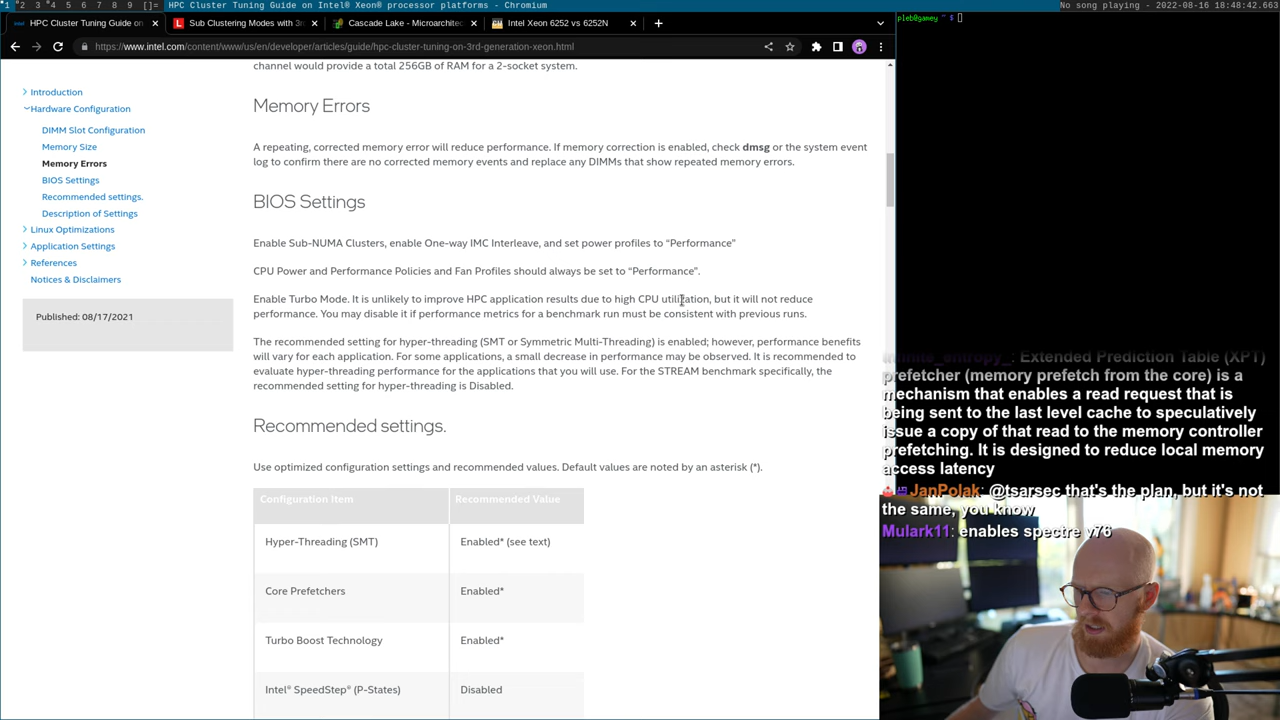 *1 *2 3 *4 5 6 7 8 9 []= HPC Cluster Tuning Guide on Intel® Xeon® processor platforms - Chromium
No song playing - 2022-08-16 18:48:42.663
HPC Cluster Tuning Guide on
Sub Clustering Modes with 3r
Cascade Lake - Microarchitec
Intel Xeon 6252 vs 6252N
https://www.intel.com/content/www/us/en/developer/articles/guide/hpc-cluster-tuning-on-3rd-generation-xeon.html
pleb@gamey ~ $
Introduction
Hardware Configuration
DIMM Slot Configuration
Memory Size
Memory Errors
BIOS Settings
Recommended settings.
Description of Settings
Linux Optimizations
Application Settings
References
Notices & Disclaimers
Published: 08/17/2021
channel would provide a total 256GB of RAM for a 2-socket system.
Memory Errors
A repeating, corrected memory error will reduce performance. If memory correction is enabled, check dmsg or the system event
log to confirm there are no corrected memory events and replace any DIMMs that show repeated memory errors.
BIOS Settings
Enable Sub-NUMA Clusters, enable One-way IMC Interleave, and set power profiles to “Performance”
CPU Power and Performance Policies and Fan Profiles should always be set to “Performance”.
Enable Turbo Mode. It is unlikely to improve HPC application results due to high CPU utilization, but it will not reduce
performance. You may disable it if performance metrics for a benchmark run must be consistent with previous runs.
The recommended setting for hyper-threading (SMT or Symmetric Multi-Threading) is enabled; however, performance benefits
will vary for each application. For some applications, a small decrease in performance may be observed. It is recommended to
evaluate hyper-threading performance for the applications that you will use. For the STREAM benchmark specifically, the
recommended setting for hyper-threading is Disabled.
Recommended settings.
Use optimized configuration settings and recommended values. Default values are noted by an asterisk (*).
Configuration Item Recommended Value
Hyper-Threading (SMT) Enabled* (see text)
Core Prefetchers Enabled*
Turbo Boost Technology Enabled*
Intel® SpeedStep® (P-States) Disabled
infinite_entropy_: Extended Prediction Table (XPT)
prefetcher (memory prefetch from the core) is a
mechanism that enables a read request that is
being sent to the last level cache to speculatively
issue a copy of that read to the memory controller
prefetching. It is designed to reduce local memory
access latency
JanPolak: @tsarsec that's the plan, but it's not
the same, you know
Mulark11: enables spectre v76